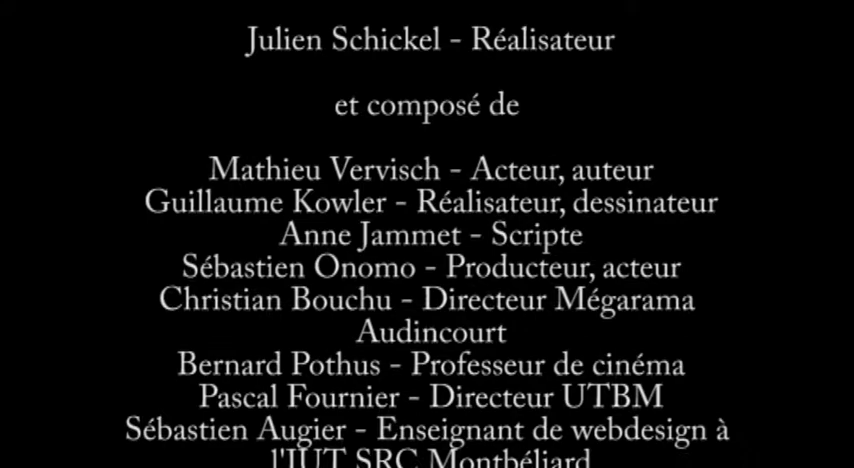 Julien Schickel - Réalisateur
et composé de
Mathieu Vervisch - Acteur, auteur
Guillaume Kowler - Réalisateur, dessinateur
Anne Jammet - Scripte
Sébastien Onomo - Producteur, acteur
Christian Bouchu - Directeur Mégarama
Audincourt
Bernard Pothus - Professeur de cinéma
Pascal Fournier - Directeur UTBM
Sébastien Augier - Enseignant de webdesign à
l'IUT SRC Montbéliard